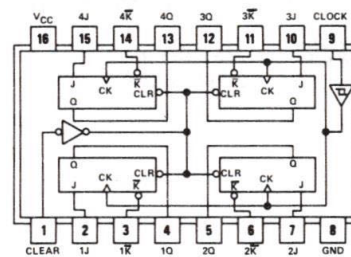 VCC 4J 4K̅ 4Q 3Q 3K̅ 3J CLOCK
16 15 14 13 12 11 10 9
J CK K̅ K̅ CK J
Q CLR CLR Q
Q CLR CLR Q
J CK K̅ K̅ CK J
1 2 3 4 5 6 7 8
CLEAR 1J 1K̅ 1Q 2Q 2K̅ 2J GND